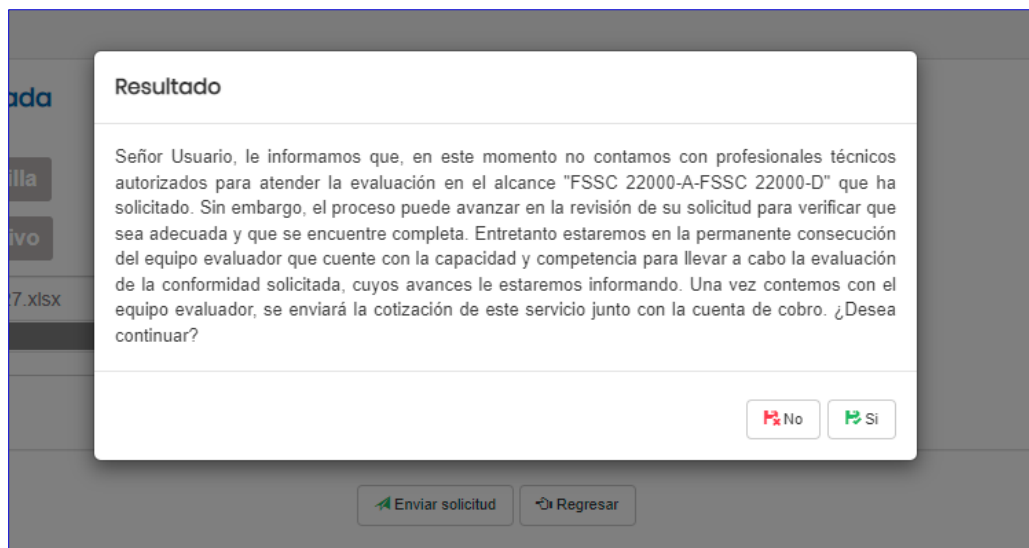 Resultado
ada
Señor Usuario, le informamos que, en este momento no contamos con profesionales técnicos
autorizados para atender la evaluación en el alcance "FSSC 22000-A-FSSC 22000-D" que ha
solicitado. Sin embargo, el proceso puede avanzar en la revisión de su solicitud para verificar que
sea adecuada y que se encuentre completa. Entretanto estaremos en la permanente consecución
del equipo evaluador que cuente con la capacidad y competencia para llevar a cabo la evaluación
de la conformidad solicitada, cuyos avances le estaremos informando. Una vez contemos con el
equipo evaluador, se enviará la cotización de este servicio junto con la cuenta de cobro. ¿Desea
continuar?
illa
ivo
27.xlsx
No
Si
Enviar solicitud
Regresar